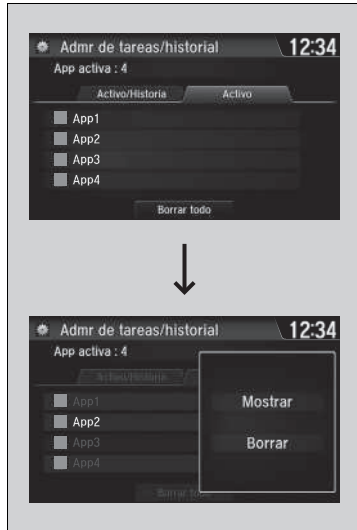 Admr de tareas/historial 12:34
App activa : 4
Activo/Historia Activo
App1
App2
App3
App4
Borrar todo
Admr de tareas/historial 12:34
App activa : 4
Activo/Historia
App1
App2
App3
App4
Mostrar
Borrar
Borrar todo